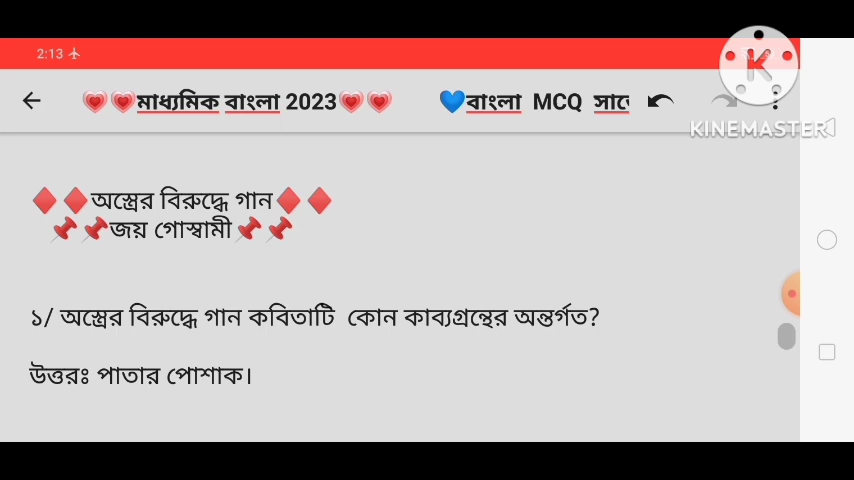 2:13
মাধ্যমিক বাংলা 2023 বাংলা MCQ
KINEMASTER
অস্ত্রের বিরুদ্ধে গান
জয় গোস্বামী
১/ অস্ত্রের বিরুদ্ধে গান কবিতাটি কোন কাব্যগ্রন্থের অন্তর্গত?
উত্তরঃ পাতার পোশাক।